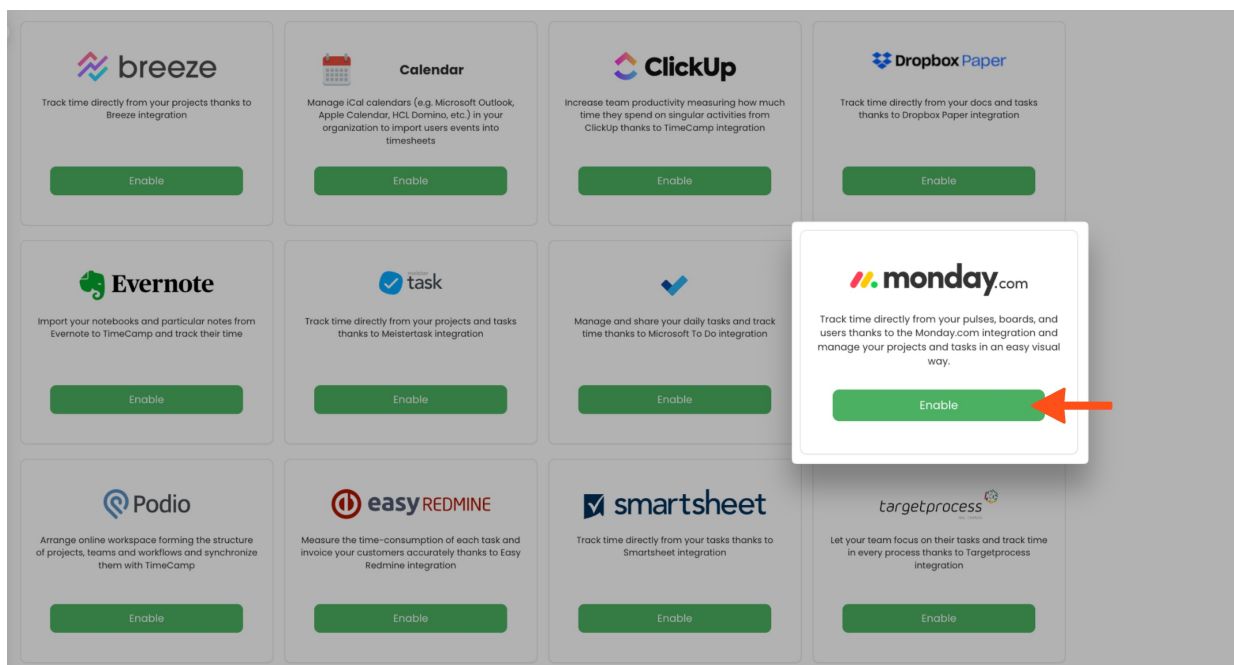 breeze
Track time directly from your projects thanks to
Breeze integration
Enable
Calendar
Manage iCal calendars (e.g. Microsoft Outlook,
Apple Calendar, HCL Domino, etc.) in your
organization to import users events into
timesheets
Enable
ClickUp
Increase team productivity measuring how much
time they spend on singular activities from
ClickUp thanks to TimeCamp integration
Enable
Dropbox Paper
Track time directly from your docs and tasks
thanks to Dropbox Paper integration
Enable
Evernote
Import your notebooks and particular notes from
Evernote to TimeCamp and track their time
Enable
meister
task
Track time directly from your projects and tasks
thanks to Meistertask integration
Enable
Manage and share your daily tasks and track
time thanks to Microsoft To Do integration
Enable
monday.com
Track time directly from your pulses, boards, and
users thanks to the Monday.com integration and
manage your projects and tasks in an easy visual
way.
Enable
Podio
Arrange online workspace forming the structure
of projects, teams and workflows and synchronize
them with TimeCamp
Enable
easy REDMINE
Measure the time-consumption of each task and
invoice your customers accurately thanks to Easy
Redmine integration
Enable
smartsheet
Track time directly from your tasks thanks to
Smartsheet integration
Enable
targetprocess
Let your team focus on their tasks and track time
in every process thanks to Targetprocess
integration
Enable